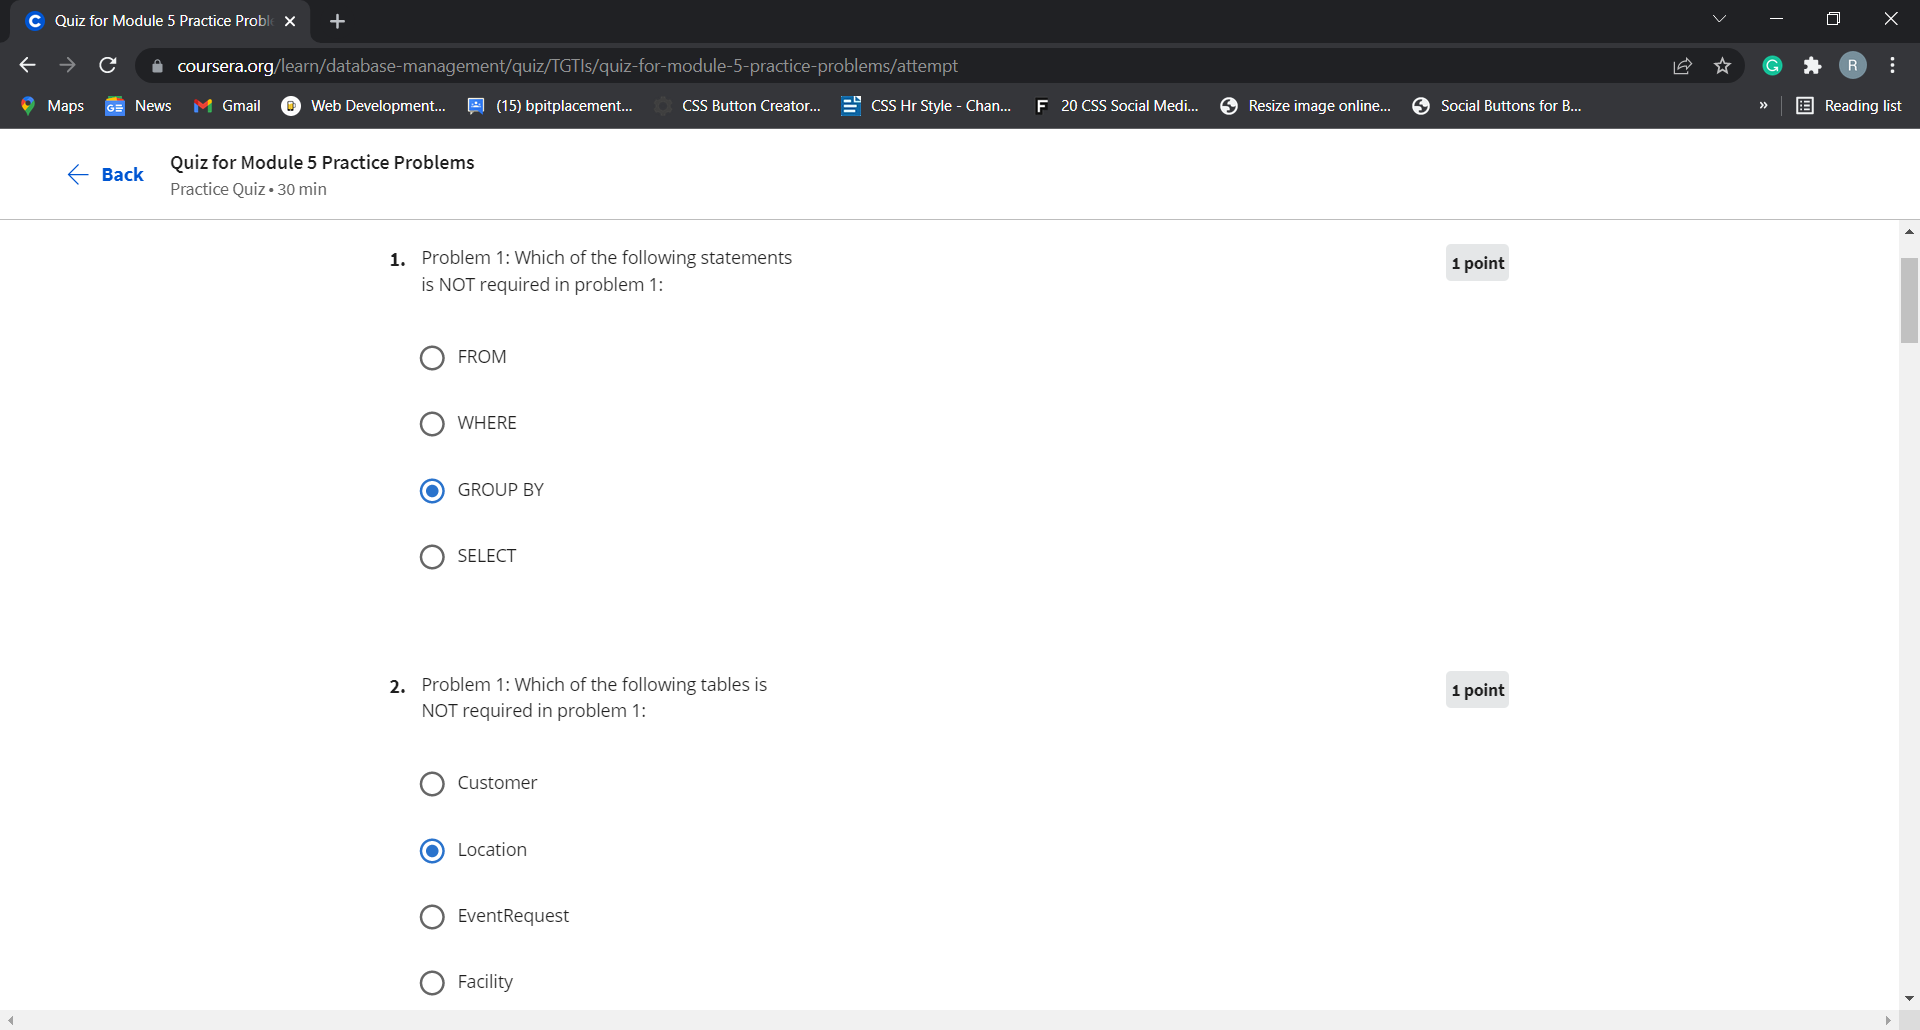 Quiz for Module 5 Practice Probl
coursera.org/learn/database-management/quiz/TGTIs/quiz-for-module-5-practice-problems/attempt
R
Maps News Gmail Web Development... (15) bpitplacement... CSS Button Creator... CSS Hr Style - Chan... F 20 CSS Social Medi... Resize image online... Social Buttons for B... » Reading list
Back
Quiz for Module 5 Practice Problems
Practice Quiz • 30 min
1. Problem 1: Which of the following statements
is NOT required in problem 1:
1 point
FROM
WHERE
GROUP BY
SELECT
2. Problem 1: Which of the following tables is
NOT required in problem 1:
1 point
Customer
Location
EventRequest
Facility